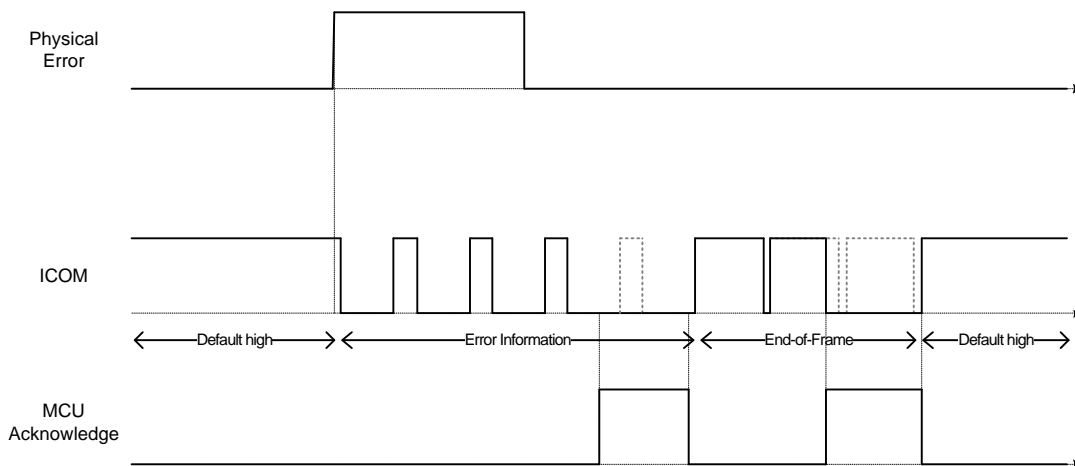 Physical
Error
ICOM
Default high
Error Information
End-of-Frame
Default high
MCU
Acknowledge